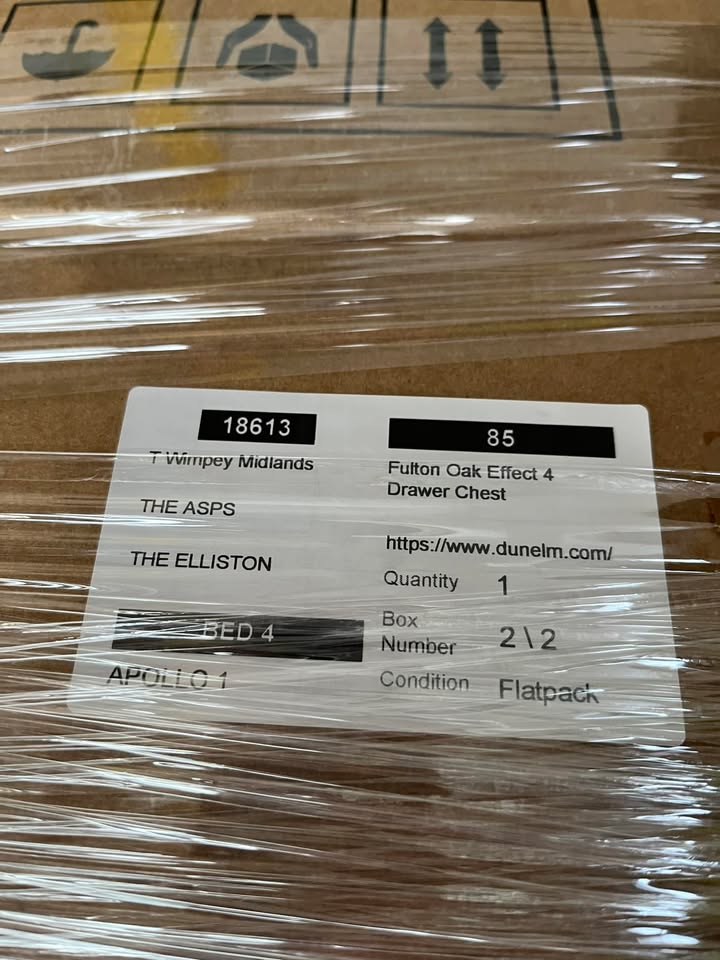 18613
T Wimpey Midlands
THE ASPS
THE ELLISTON
BED 4
APOLLO 1
85
Fulton Oak Effect 4
Drawer Chest
https://www.dunelm.com/
Quantity 1
Box
Number 2\2
Condition Flatpack